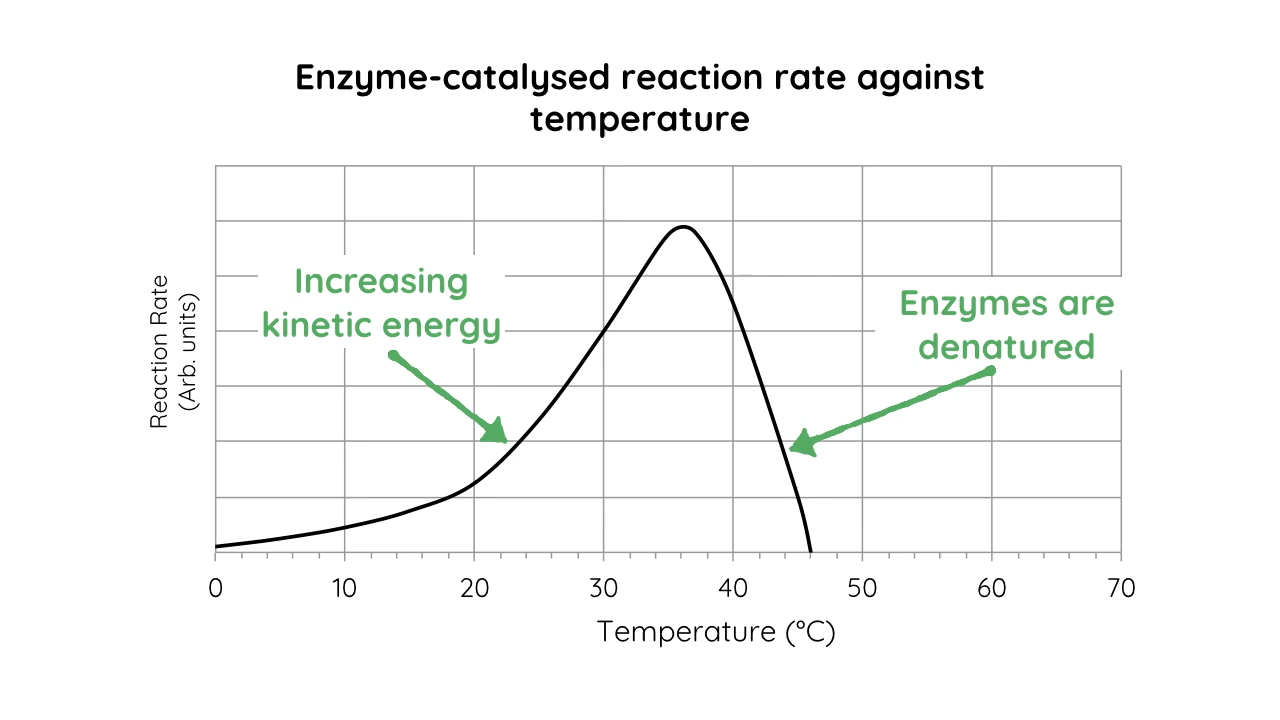 Enzyme-catalysed reaction rate against
temperature
Reaction Rate
(Arb. units)
Increasing
kinetic energy
Enzymes are
denatured
0 10 20 30 40 50 60 70
Temperature (°C)